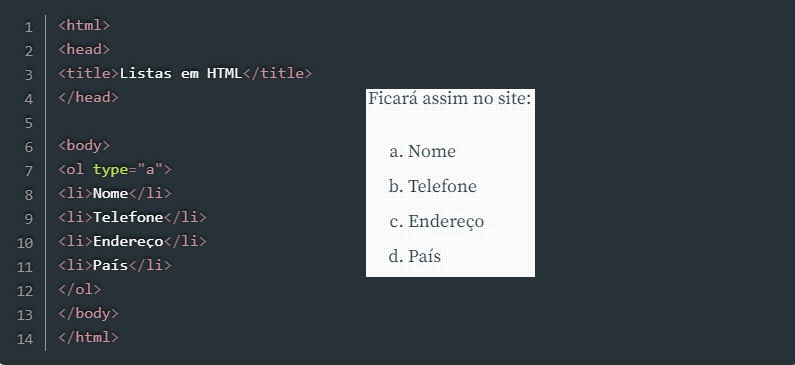 1 <html>
2 <head>
3 <title>Listas em HTML</title>
4 </head>
5
6 <body>
7 <ol type="a">
8 <li>Nome</li>
9 <li>Telefone</li>
10 <li>Endereço</li>
11 <li>País</li>
12 </ol>
13 </body>
14 </html>
Ficará assim no site:
a. Nome
b. Telefone
c. Endereço
d. País